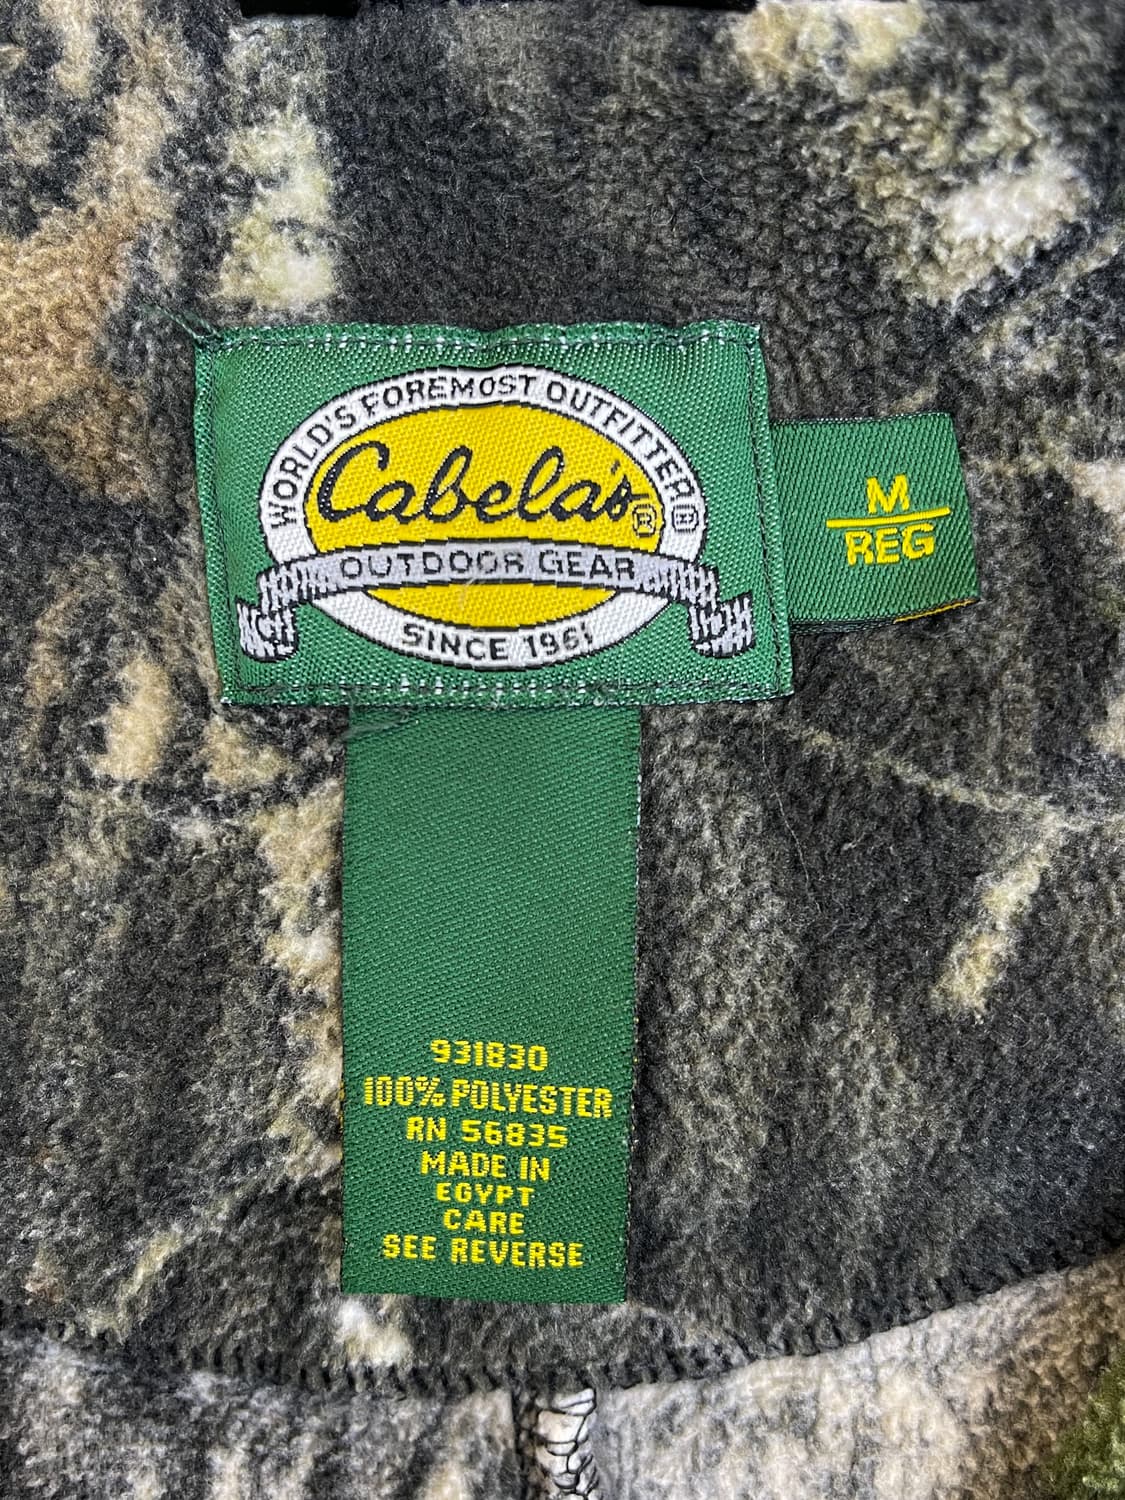 WORLD'S FOREMOST OUTFITTER®
Cabela's®
OUTDOOR GEAR
SINCE 1961
M
REG
931830
100% POLYESTER
RN 56835
MADE IN
EGYPT
CARE
SEE REVERSE